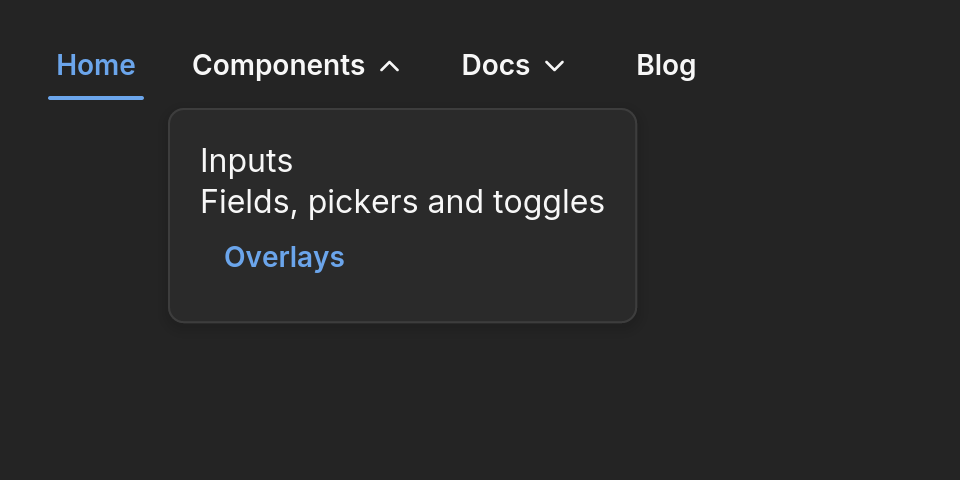 Home Components Docs Blog
Inputs
Fields, pickers and toggles
Overlays